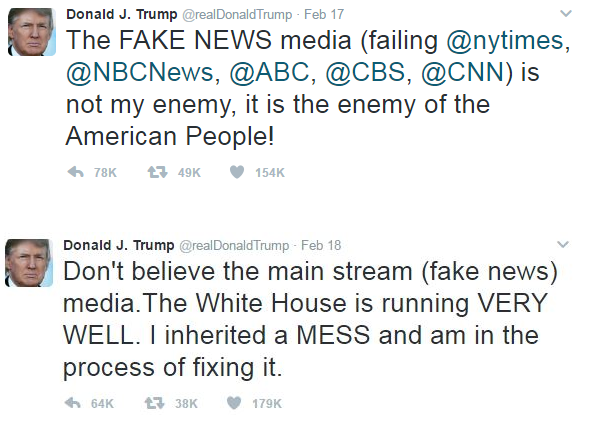 Donald J. Trump @realDonaldTrump · Feb 17
The FAKE NEWS media (failing @nytimes,
@NBCNews, @ABC, @CBS, @CNN) is
not my enemy, it is the enemy of the
American People!
78K 49K 154K
Donald J. Trump @realDonaldTrump · Feb 18
Don't believe the main stream (fake news)
media.The White House is running VERY
WELL. I inherited a MESS and am in the
process of fixing it.
64K 38K 179K